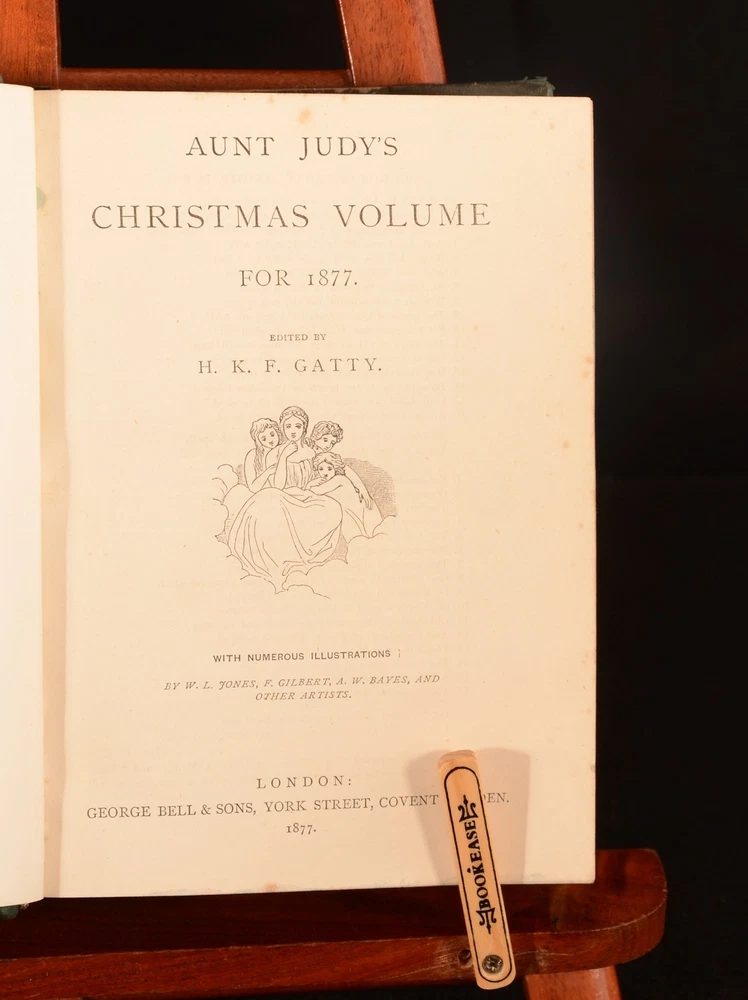 AUNT JUDY'S
CHRISTMAS VOLUME
FOR 1877.
EDITED BY
H. K. F. GATTY.
WITH NUMEROUS ILLUSTRATIONS
BY W. L. JONES, F. GILBERT, A. W. BAYES, AND
OTHER ARTISTS.
LONDON:
GEORGE BELL & SONS, YORK STREET, COVENT
1877.
BOOKEASE